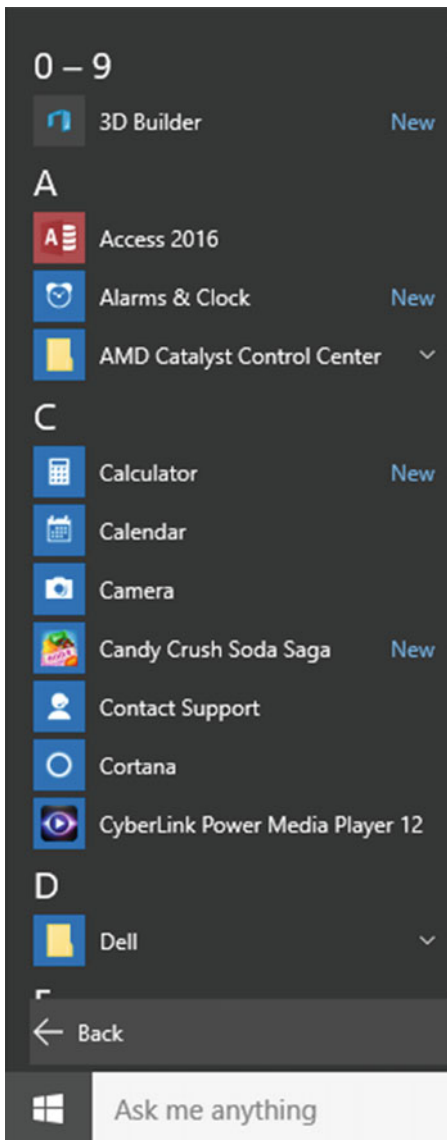 0 – 9
3D Builder New
A
Access 2016
Alarms & Clock New
AMD Catalyst Control Center
C
Calculator New
Calendar
Camera
Candy Crush Soda Saga New
Contact Support
Cortana
CyberLink Power Media Player 12
D
Dell
Back
Ask me anything